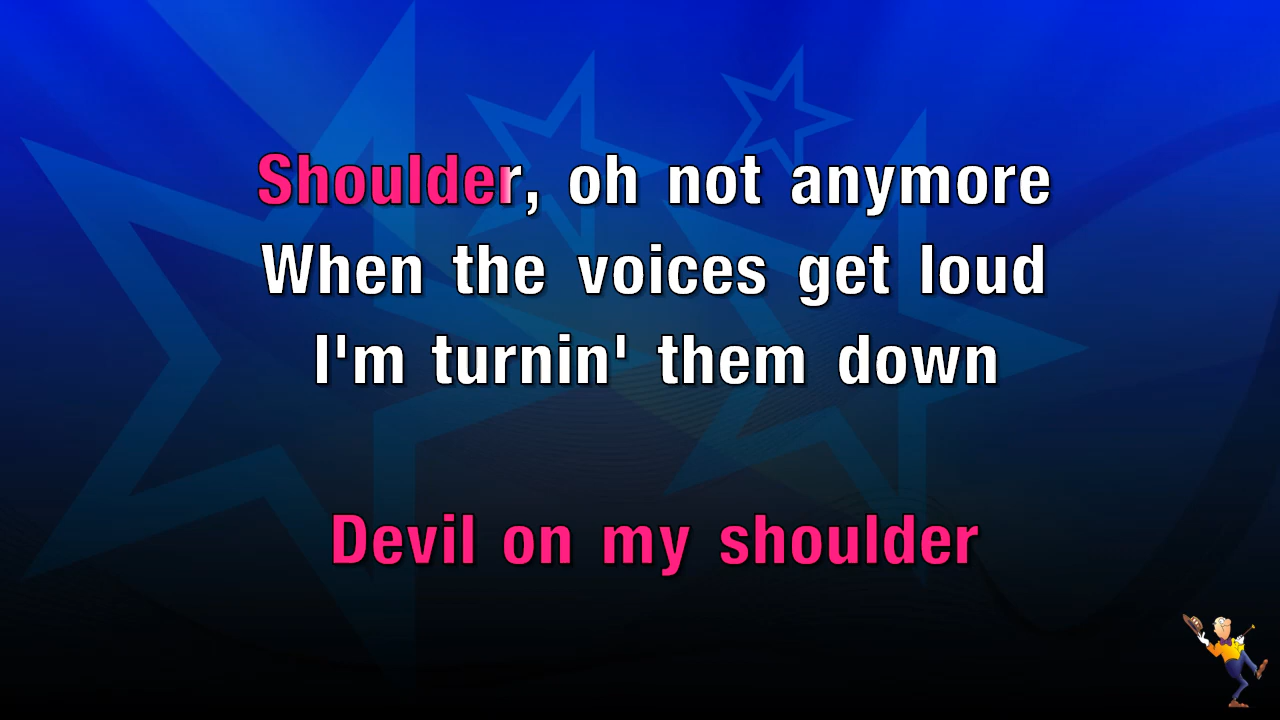 Shoulder, oh not anymore
When the voices get loud
I'm turnin' them down
Devil on my shoulder